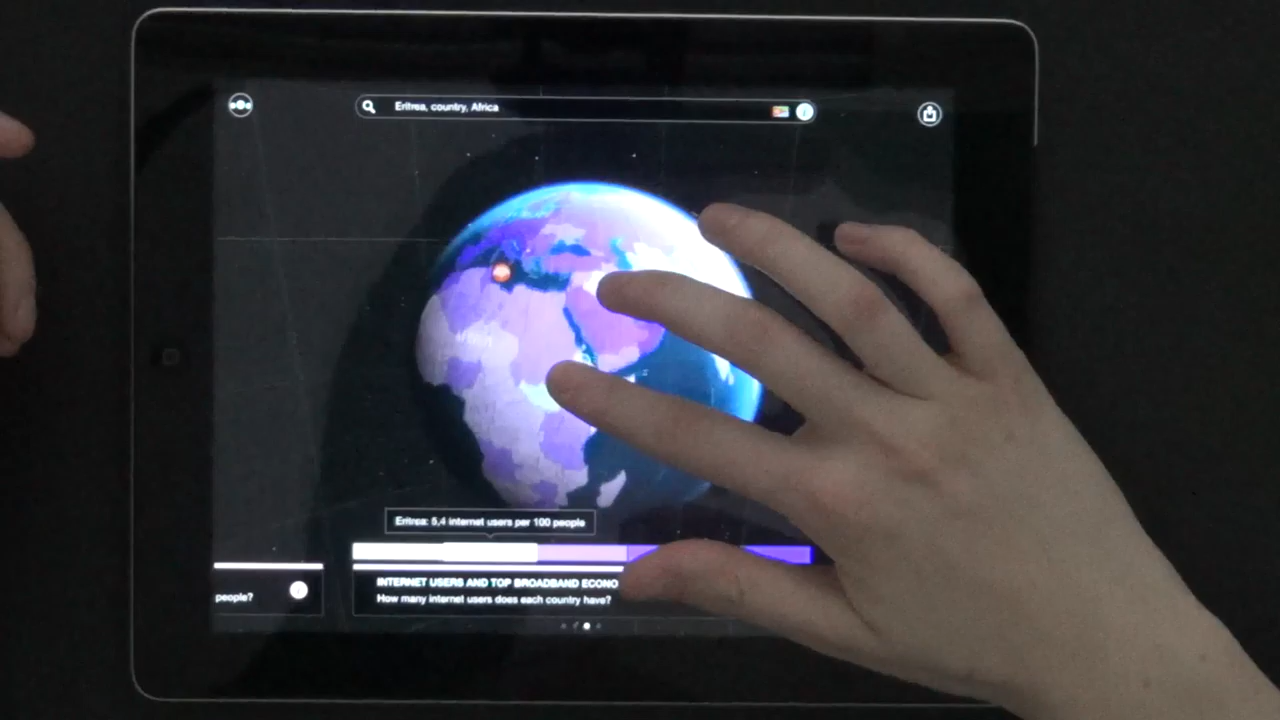 Eritrea, country, Africa
AFRICA
Eritrea: 5,4 internet users per 100 people
INTERNET USERS AND TOP BROADBAND ECONO
people?
How many internet users does each country have?